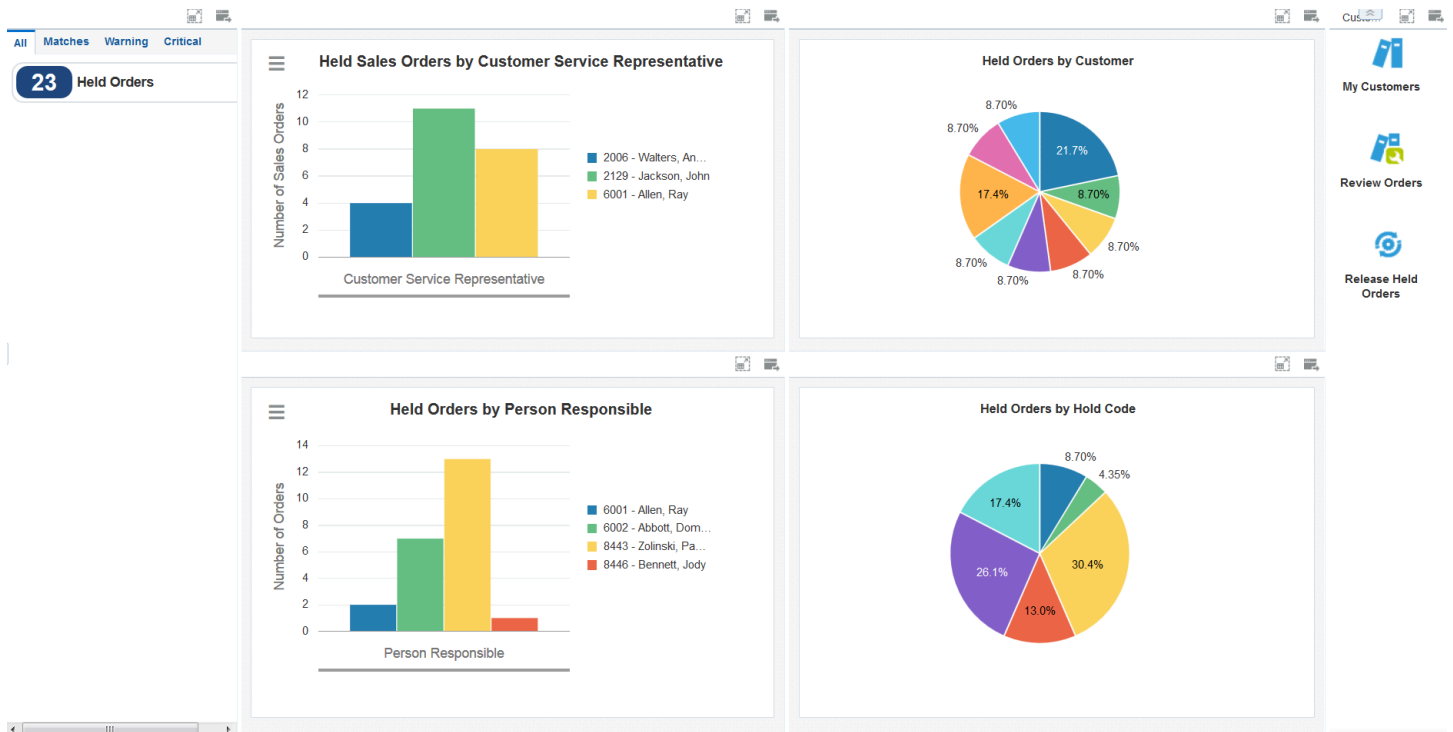 Custo...
All Matches Warning Critical
23 Held Orders
Held Sales Orders by Customer Service Representative
Number of Sales Orders
12
10
8
6
4
2
0
Customer Service Representative
2006 - Walters, An...
2129 - Jackson, John
6001 - Allen, Ray
Held Orders by Customer
8.70%
8.70%
21.7%
17.4%
8.70%
8.70%
8.70%
8.70%
8.70%
My Customers
Review Orders
Release Held
Orders
Held Orders by Person Responsible
Number of Orders
14
12
10
8
6
4
2
0
Person Responsible
6001 - Allen, Ray
6002 - Abbott, Dom...
8443 - Zolinski, Pa...
8446 - Bennett, Jody
Held Orders by Hold Code
8.70%
4.35%
17.4%
30.4%
26.1%
13.0%